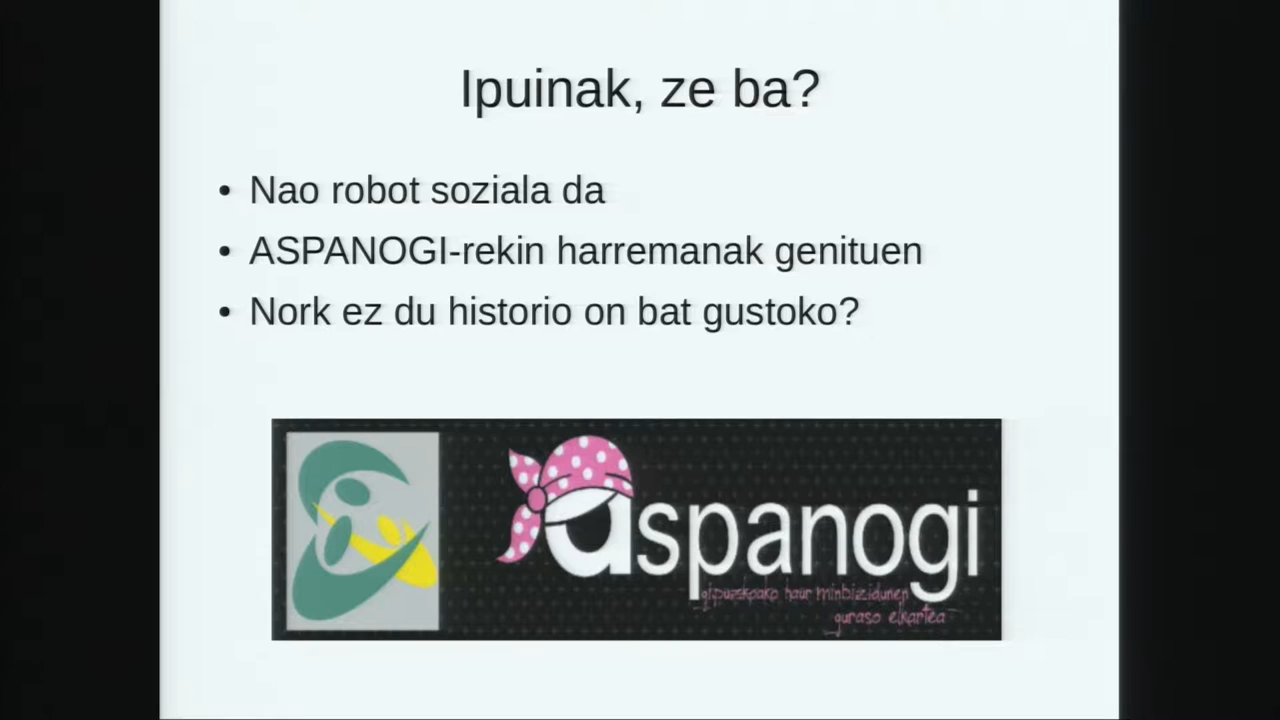 Ipuinak, ze ba?
• Nao robot soziala da
• ASPANOGI-rekin harremanak genituen
• Nork ez du historio on bat gustoko?
aspanogi
gipuzkoako haur minbizidunen
guraso elkartea